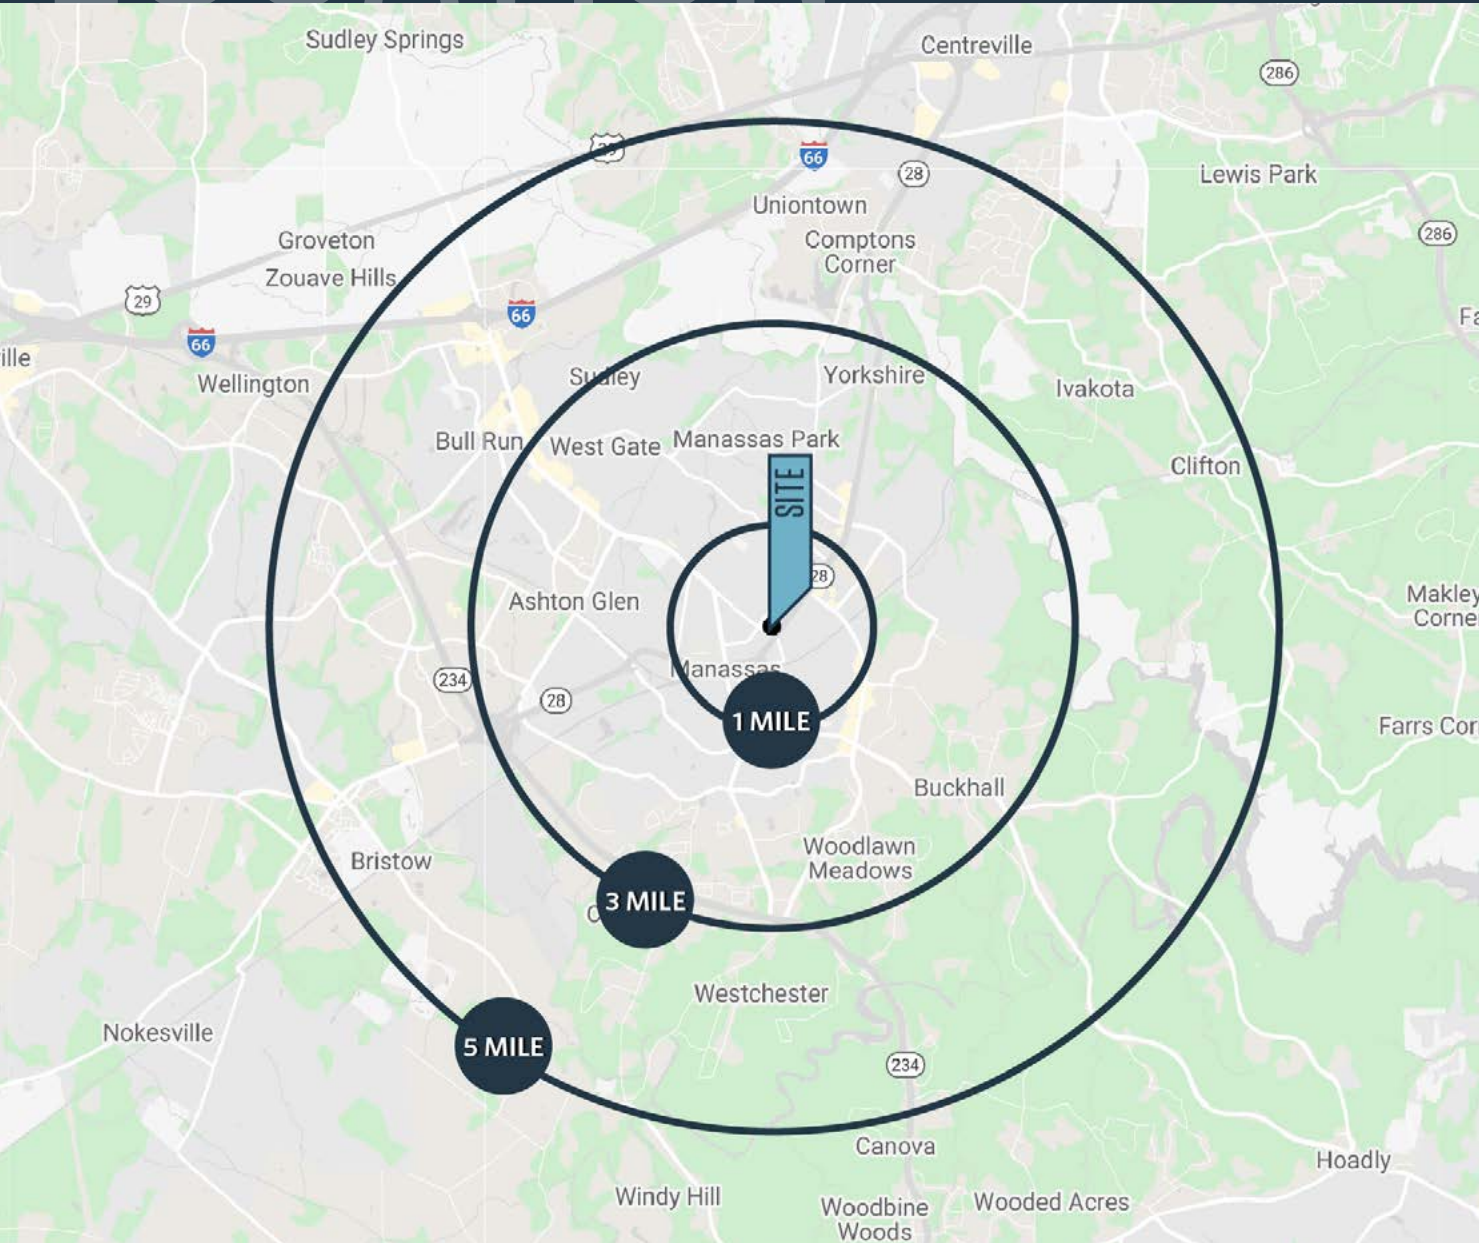 Sudley Springs
Centreville
286
29
66
28
Lewis Park
Uniontown
286
Groveton
Comptons
Corner
Zouave Hills
29
66
66
ille
Sudley
Yorkshire
Wellington
Ivakota
Bull Run
West Gate
Manassas Park
Clifton
SITE
28
Ashton Glen
Makley
Corne
Manassas
234
28
1 MILE
Farrs Cor
Buckhall
Woodlawn
Meadows
Bristow
3 MILE
Westchester
Nokesville
5 MILE
234
Canova
Hoadly
Windy Hill
Wooded Acres
Woodbine
Woods